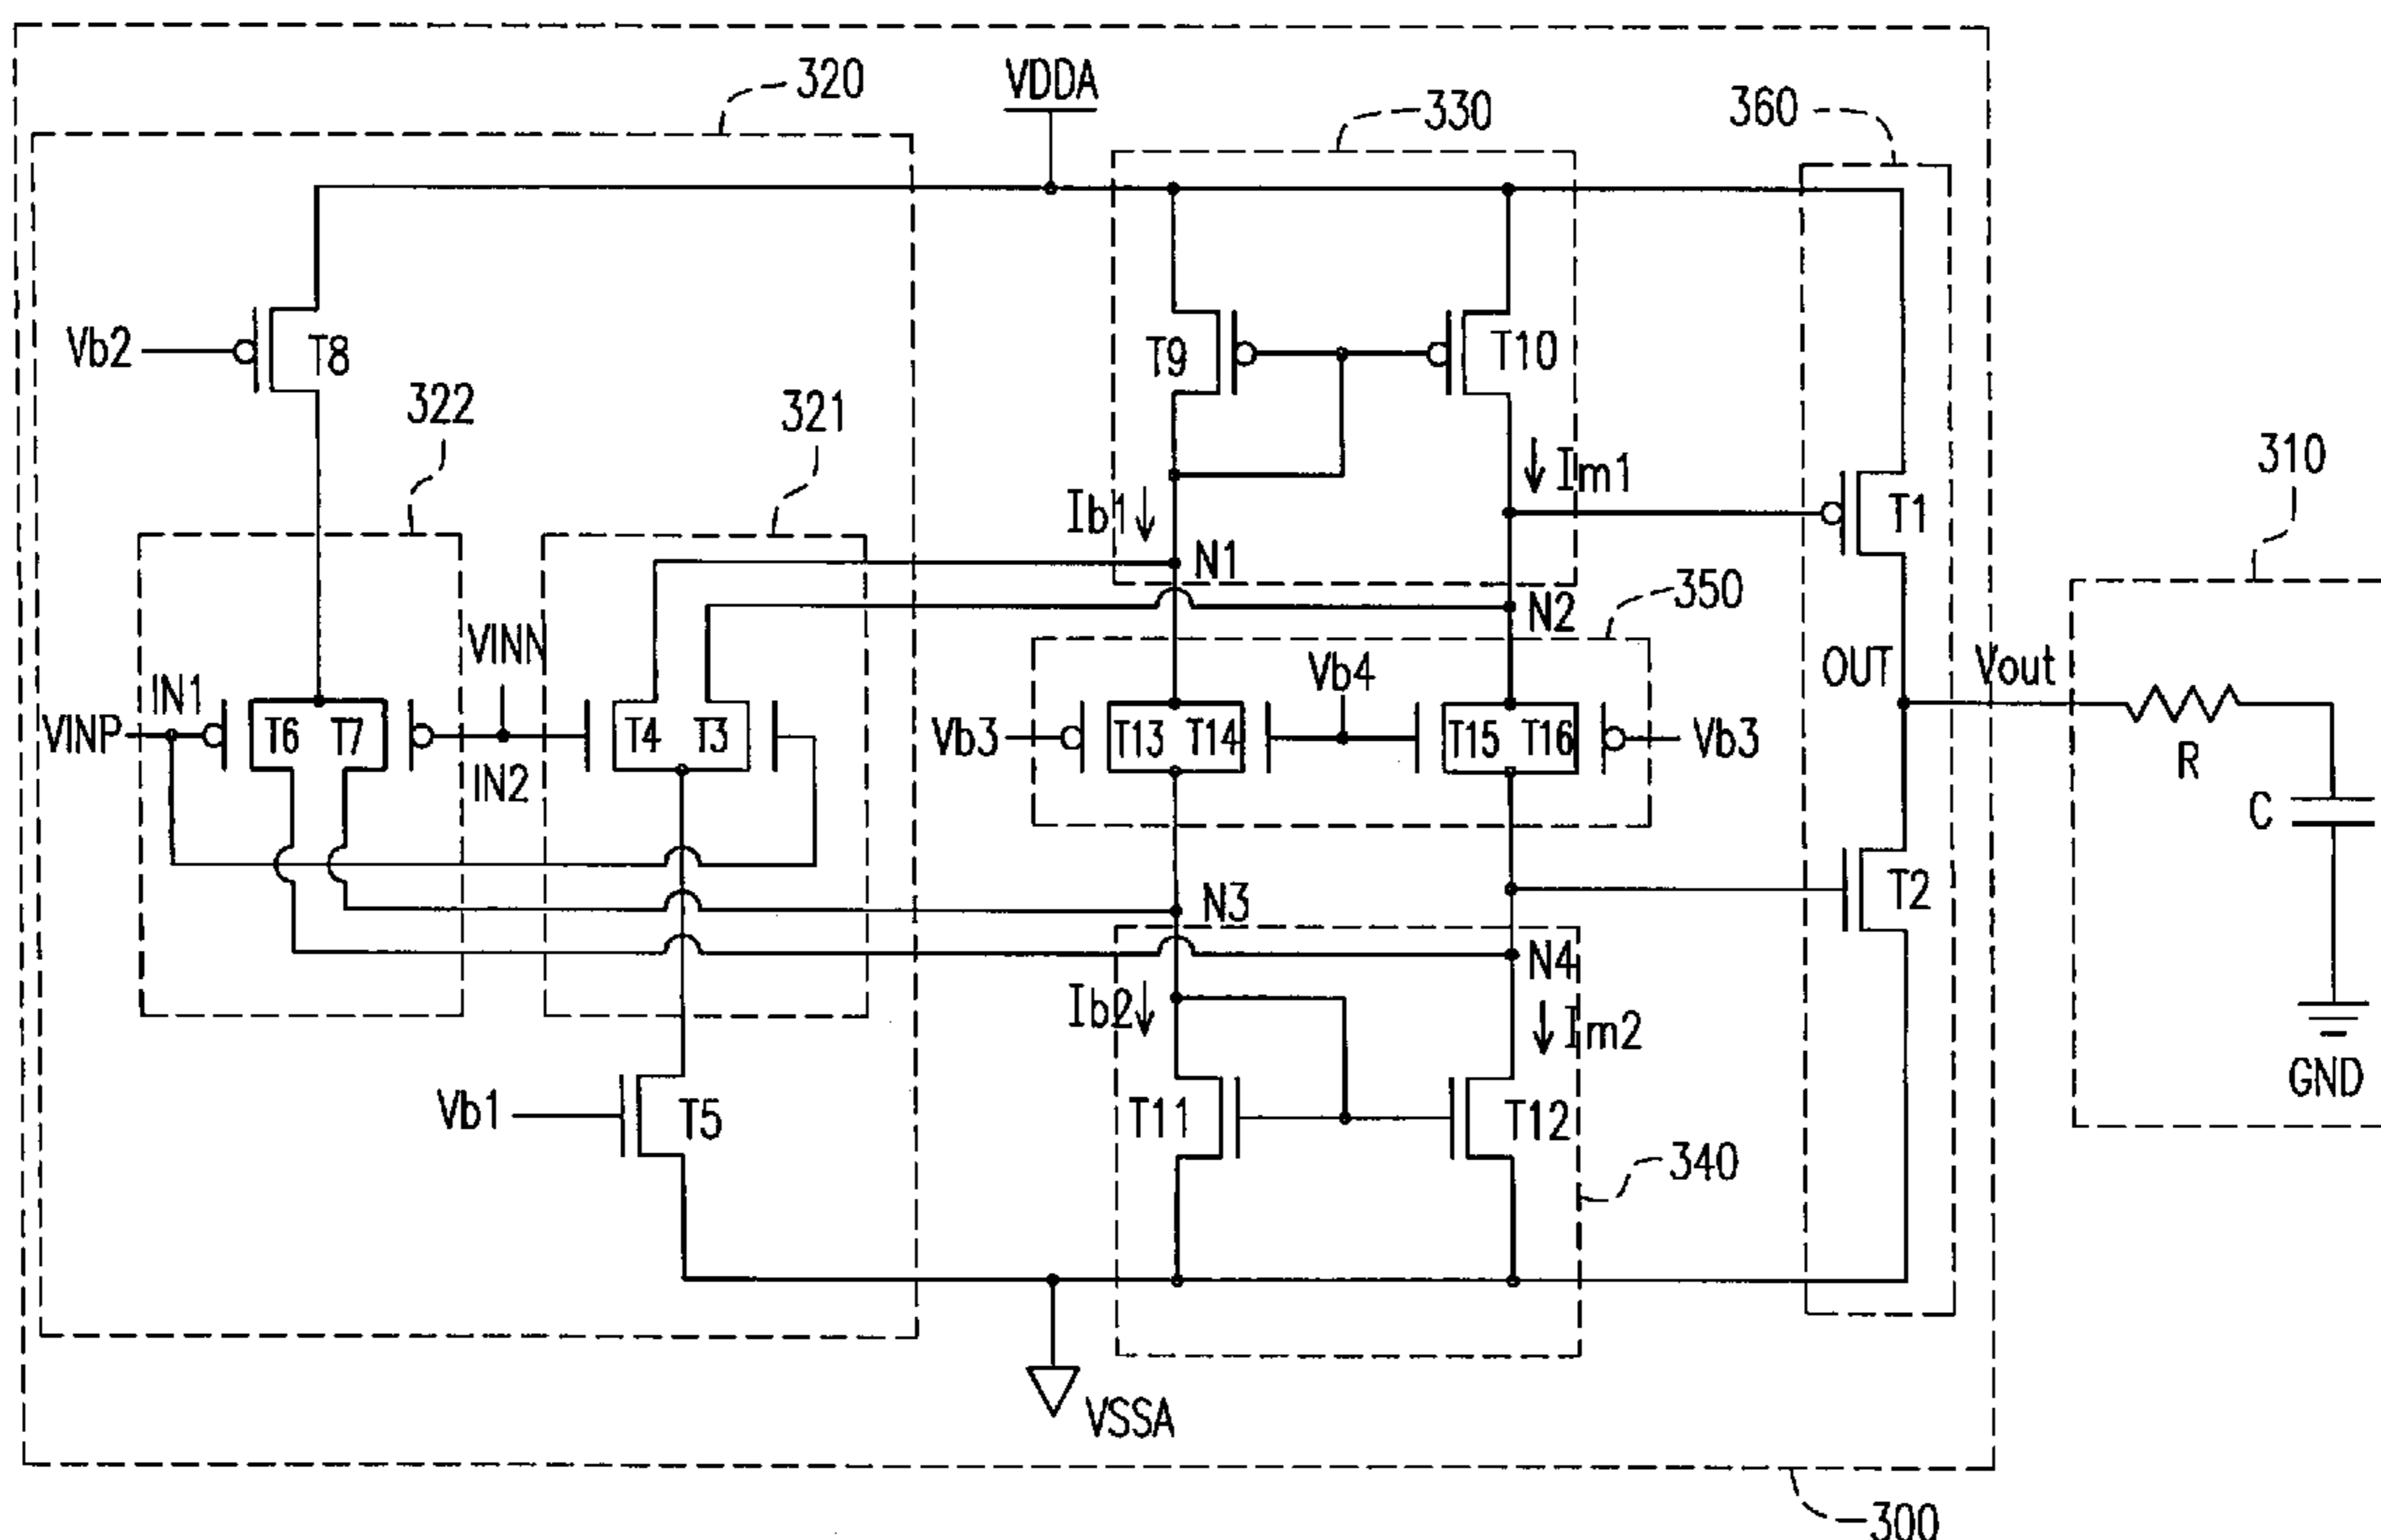 320
VDDA
330
360
Vb2
T8
T9
T10
322
321
310
Ib1
Im1
T1
N1
350
N2
VINN
Vb4
OUT
Vout
IN1
VINP
T6
T7
T4
T3
Vb3
T13
T14
T15
T16
Vb3
IN2
R
C
N3
T2
N4
Ib2
Im2
GND
Vb1
T5
T11
T12
340
VSSA
300